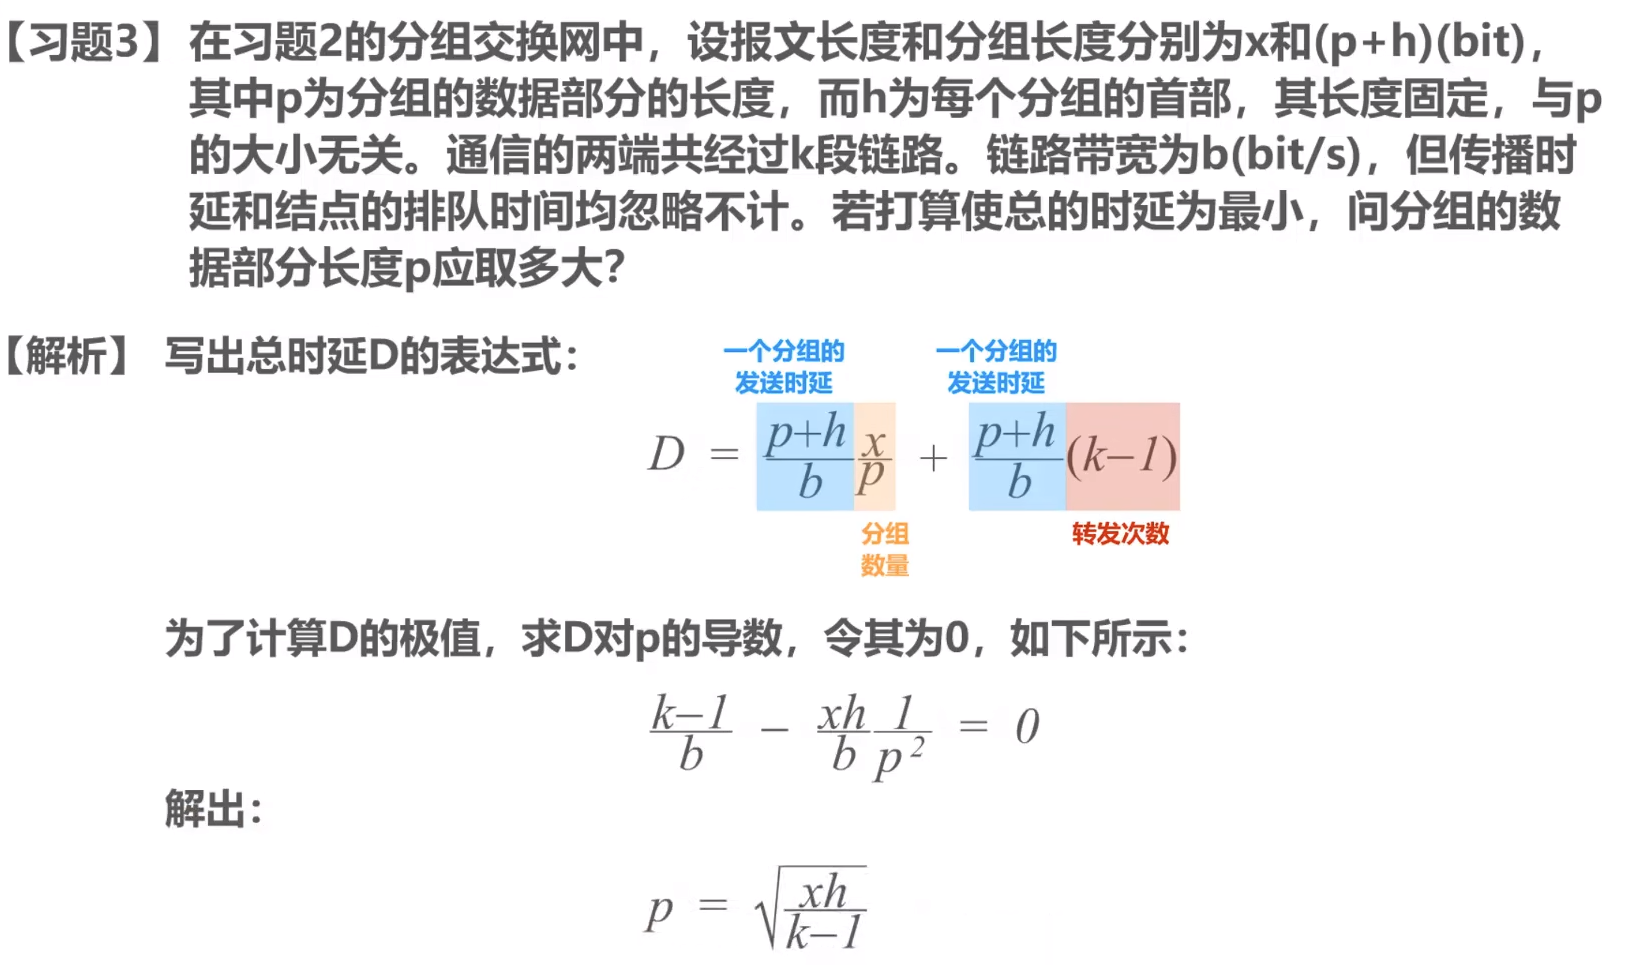 【习题3】在习题2的分组交换网中，设报文长度和分组长度分别为x和(p+h)(bit)，
其中p为分组的数据部分的长度，而h为每个分组的首部，其长度固定，与p
的大小无关。通信的两端共经过k段链路。链路带宽为b(bit/s)，但传播时
延和结点的排队时间均忽略不计。若打算使总的时延为最小，问分组的数
据部分长度p应取多大？
【解析】 写出总时延D的表达式：
一个分组的 一个分组的
发送时延 发送时延
D = \frac{p+h}{b}\frac{x}{p} + \frac{p+h}{b}(k-1)
分组 转发次数
数量
为了计算D的极值，求D对p的导数，令其为0，如下所示：
\frac{k-1}{b} - \frac{xh}{b}\frac{1}{p^2} = 0
解出：
p = \sqrt{\frac{xh}{k-1}}